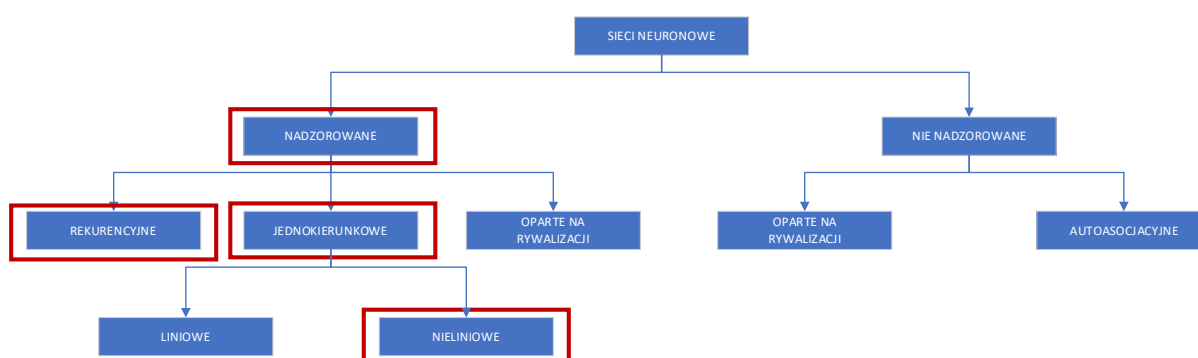 SIECI NEURONOWE
NADZOROWANE
NIE NADZOROWANE
REKURENCYJNE
JEDNOKIERUNKOWE
OPARTE NA
RYWALIZACJI
OPARTE NA
RYWALIZACJI
AUTOASOCJACYJNE
LINIOWE
NIELINIOWE